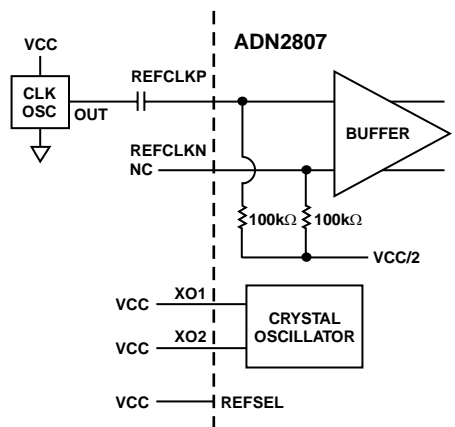 ADN2807
VCC
REFCLKP
CLK
OSC
OUT
BUFFER
REFCLKN
NC
100kΩ
100kΩ
VCC/2
VCC
XO1
CRYSTAL
OSCILLATOR
VCC
XO2
VCC
REFSEL